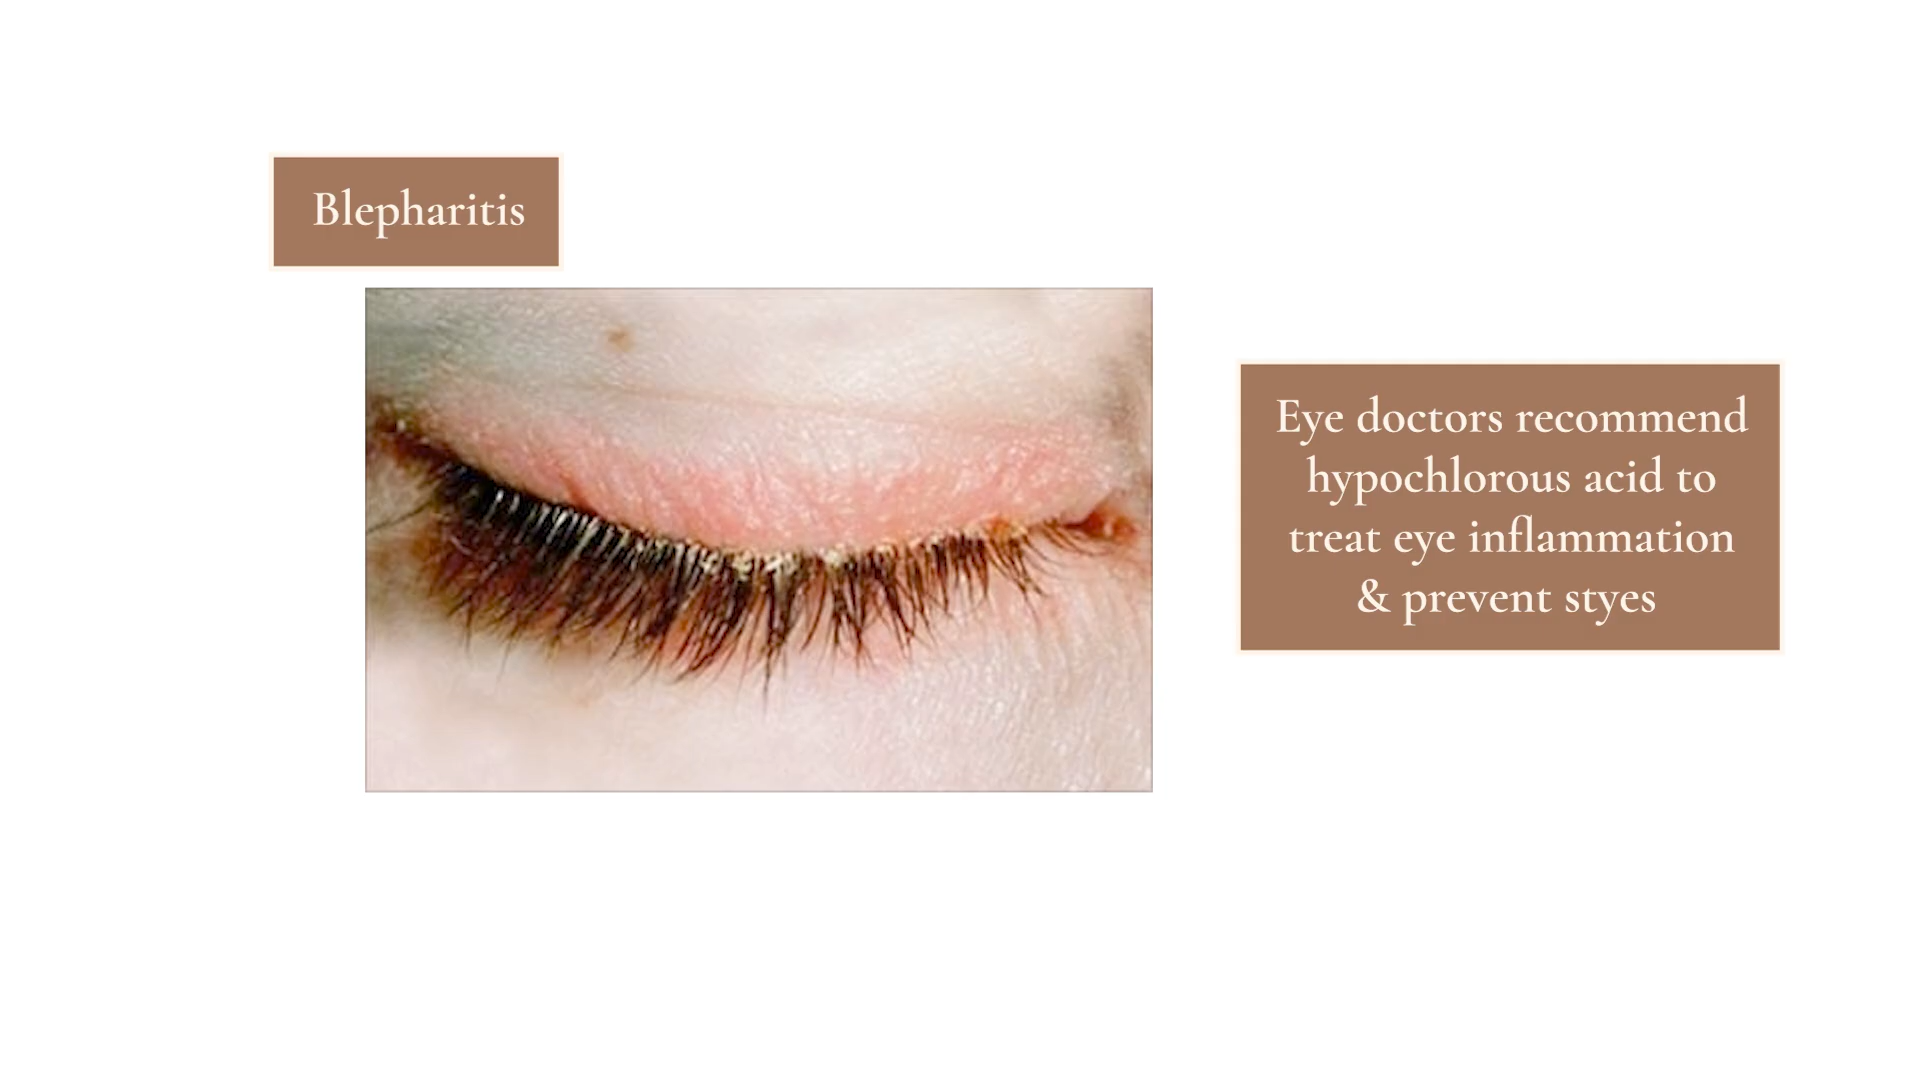 Blepharitis
Eye doctors recommend
hypochlorous acid to
treat eye inflammation
& prevent styes